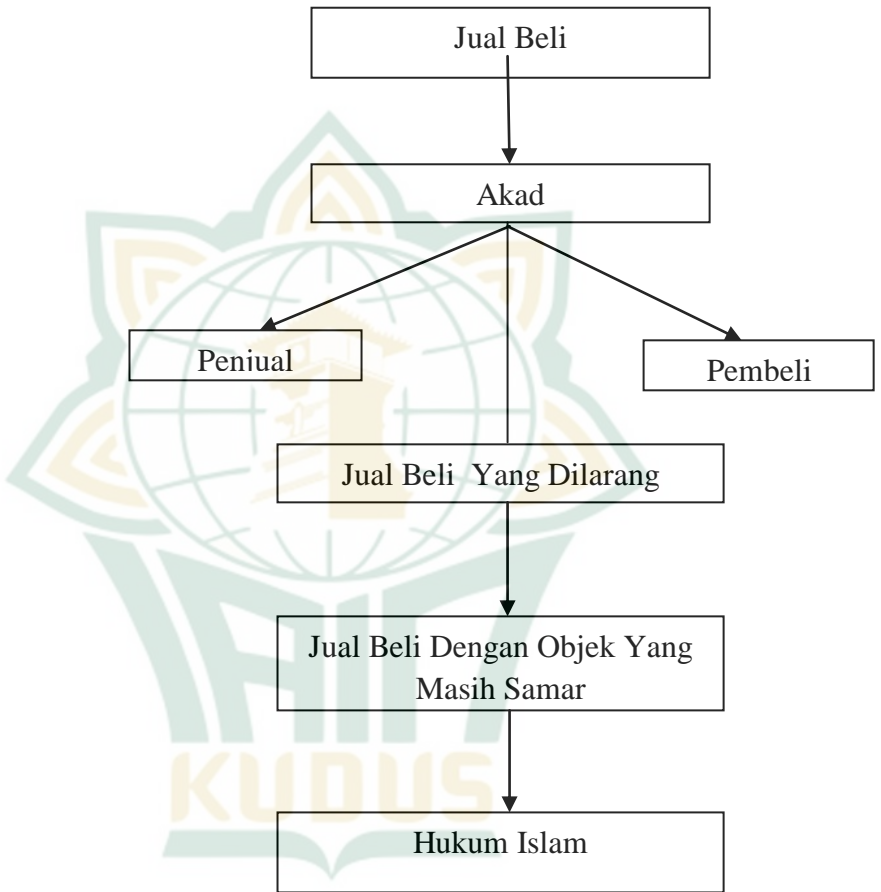 Jual Beli
Akad
Penjual
Pembeli
Jual Beli Yang Dilarang
Jual Beli Dengan Objek Yang
Masih Samar
Hukum Islam
IAIN
KUDUS